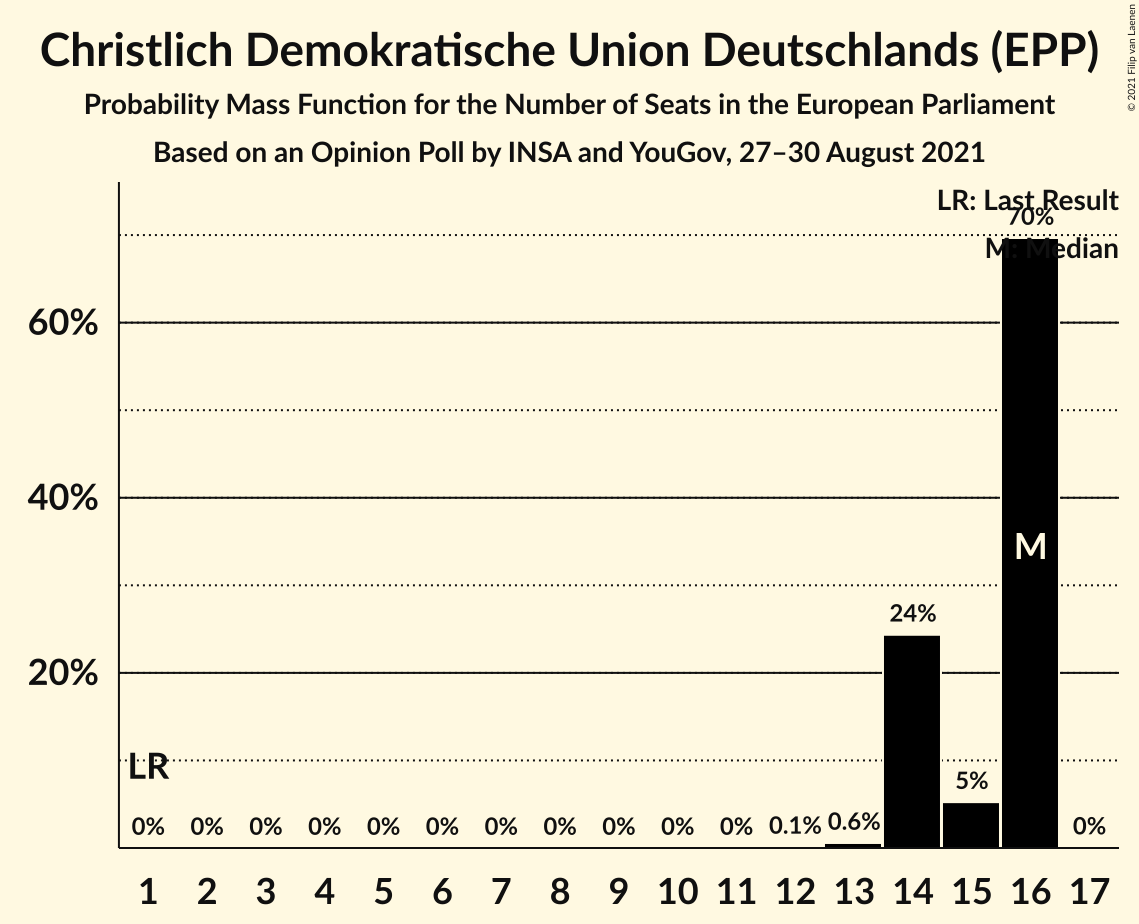 Christlich Demokratische Union Deutschlands (EPP)
Probability Mass Function for the Number of Seats in the European Parliament
Based on an Opinion Poll by INSA and YouGov, 27–30 August 2021
© 2021 Filip van Laenen
LR: Last Result
70%
M: Median
60%
40%
M
24%
20%
LR
5%
0% 0% 0% 0% 0% 0% 0% 0% 0% 0% 0% 0.1% 0.6% 0%
1 2 3 4 5 6 7 8 9 10 11 12 13 14 15 16 17